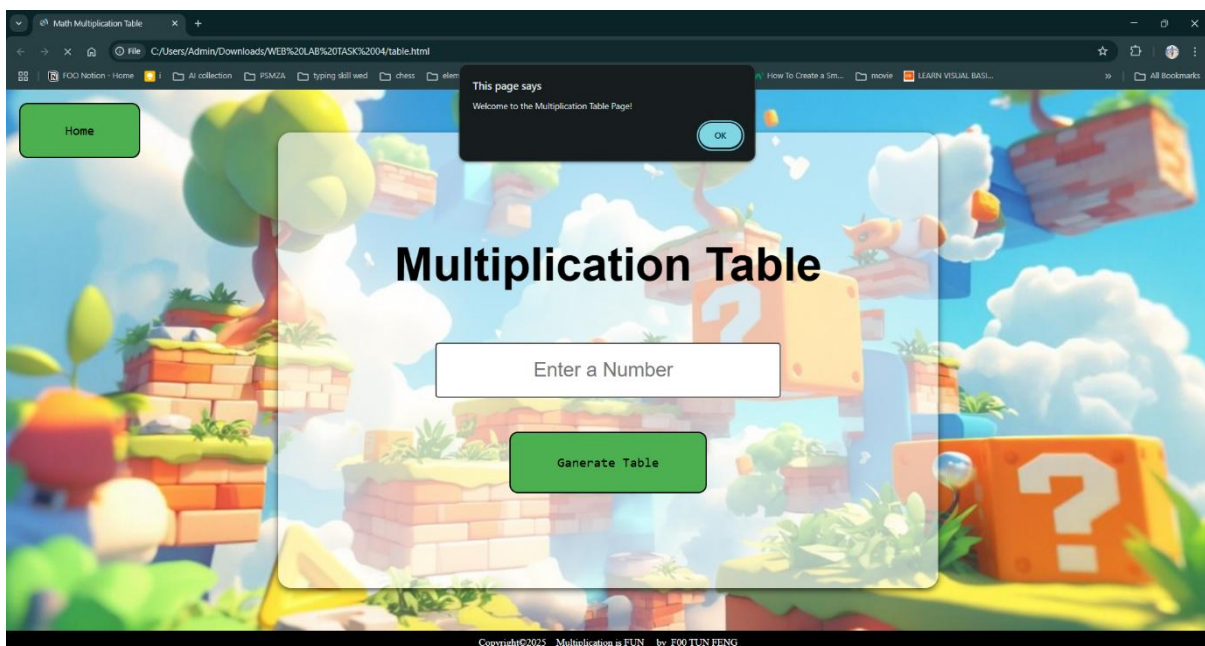 Math Multiplication Table
File C:/Users/Admin/Downloads/WEB%20LAB%20TASK%2004/table.html
FOO Notion - Home i AI collection PSMZA typing skill wed chess elem How To Create a Sm... movie LEARN VISUAL BASI... » All Bookmarks
This page says
Welcome to the Multiplication Table Page!
OK
Home
Multiplication Table
Enter a Number
Ganerate Table
Copyright©2025 Multiplication is FUN by FOO TUN FENG